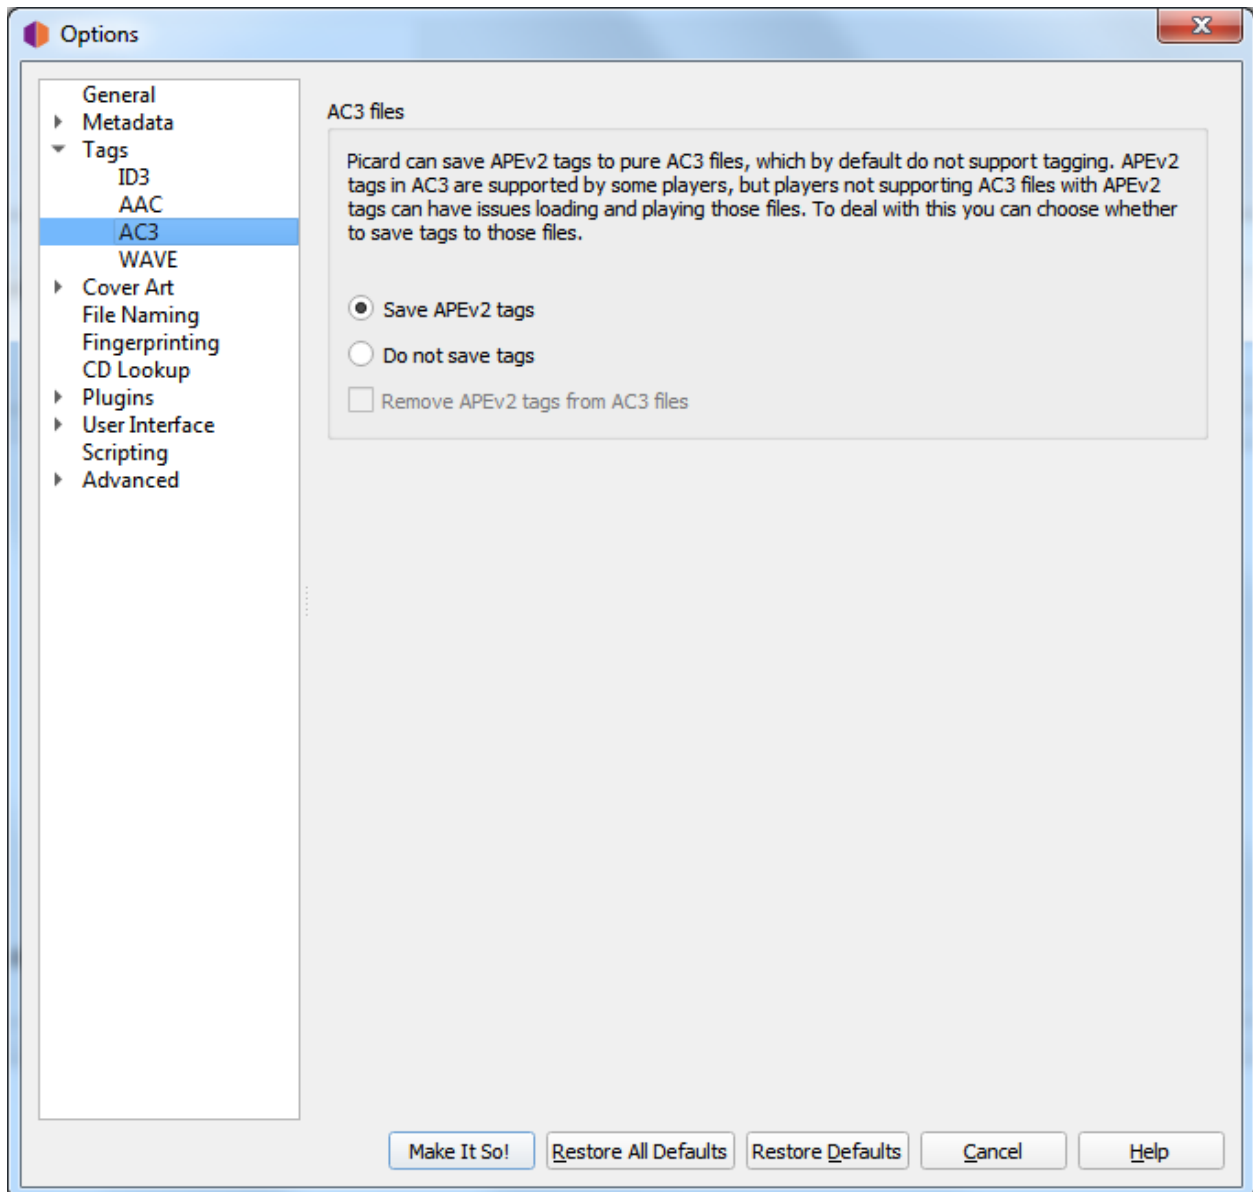 Options
General
Metadata
Tags
ID3
AAC
AC3
WAVE
Cover Art
File Naming
Fingerprinting
CD Lookup
Plugins
User Interface
Scripting
Advanced
AC3 files
Picard can save APEv2 tags to pure AC3 files, which by default do not support tagging. APEv2
tags in AC3 are supported by some players, but players not supporting AC3 files with APEv2
tags can have issues loading and playing those files. To deal with this you can choose whether
to save tags to those files.
Save APEv2 tags
Do not save tags
Remove APEv2 tags from AC3 files
Make It So!
Restore All Defaults
Restore Defaults
Cancel
Help